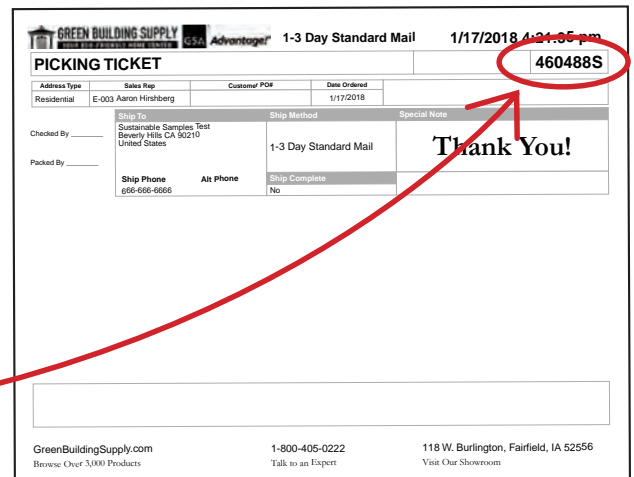 GREEN BUILDING SUPPLY GSA Advantage! 1-3 Day Standard Mail 1/17/2018 4:21:35 pm
YOUR ECO-FRIENDLY HOME CENTER
PICKING TICKET 460488S
Address Type Sales Rep Customer PO# Date Ordered
Residential E-003 Aaron Hirshberg 1/17/2018
Ship To Ship Method Special Note
Checked By
Sustainable Samples Test
Beverly Hills CA 90210
United States
1-3 Day Standard Mail
Thank You!
Packed By
Ship Phone Alt Phone Ship Complete
666-666-6666 No
GreenBuildingSupply.com 1-800-405-0222 118 W. Burlington, Fairfield, IA 52556
Browse Over 3,000 Products Talk to an Expert Visit Our Showroom